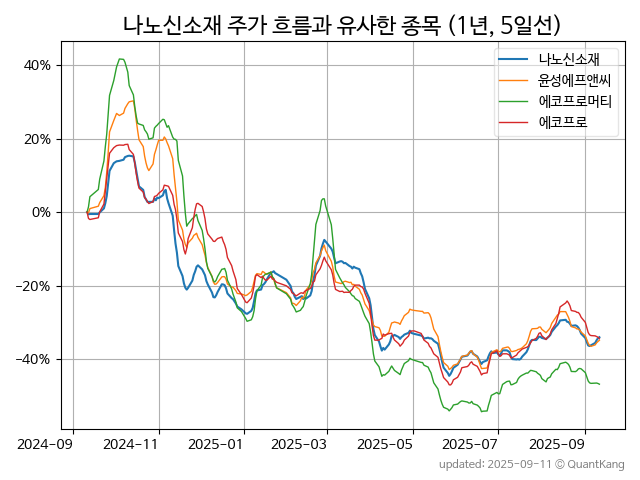 나노신소재 주가 흐름과 유사한 종목 (1년, 5일선)
나노신소재
윤성에프앤씨
에코프로머티
에코프로
40%
20%
0%
−20%
−40%
2024-09 2024-11 2025-01 2025-03 2025-05 2025-07 2025-09
updated: 2025-09-11 © QuantKang